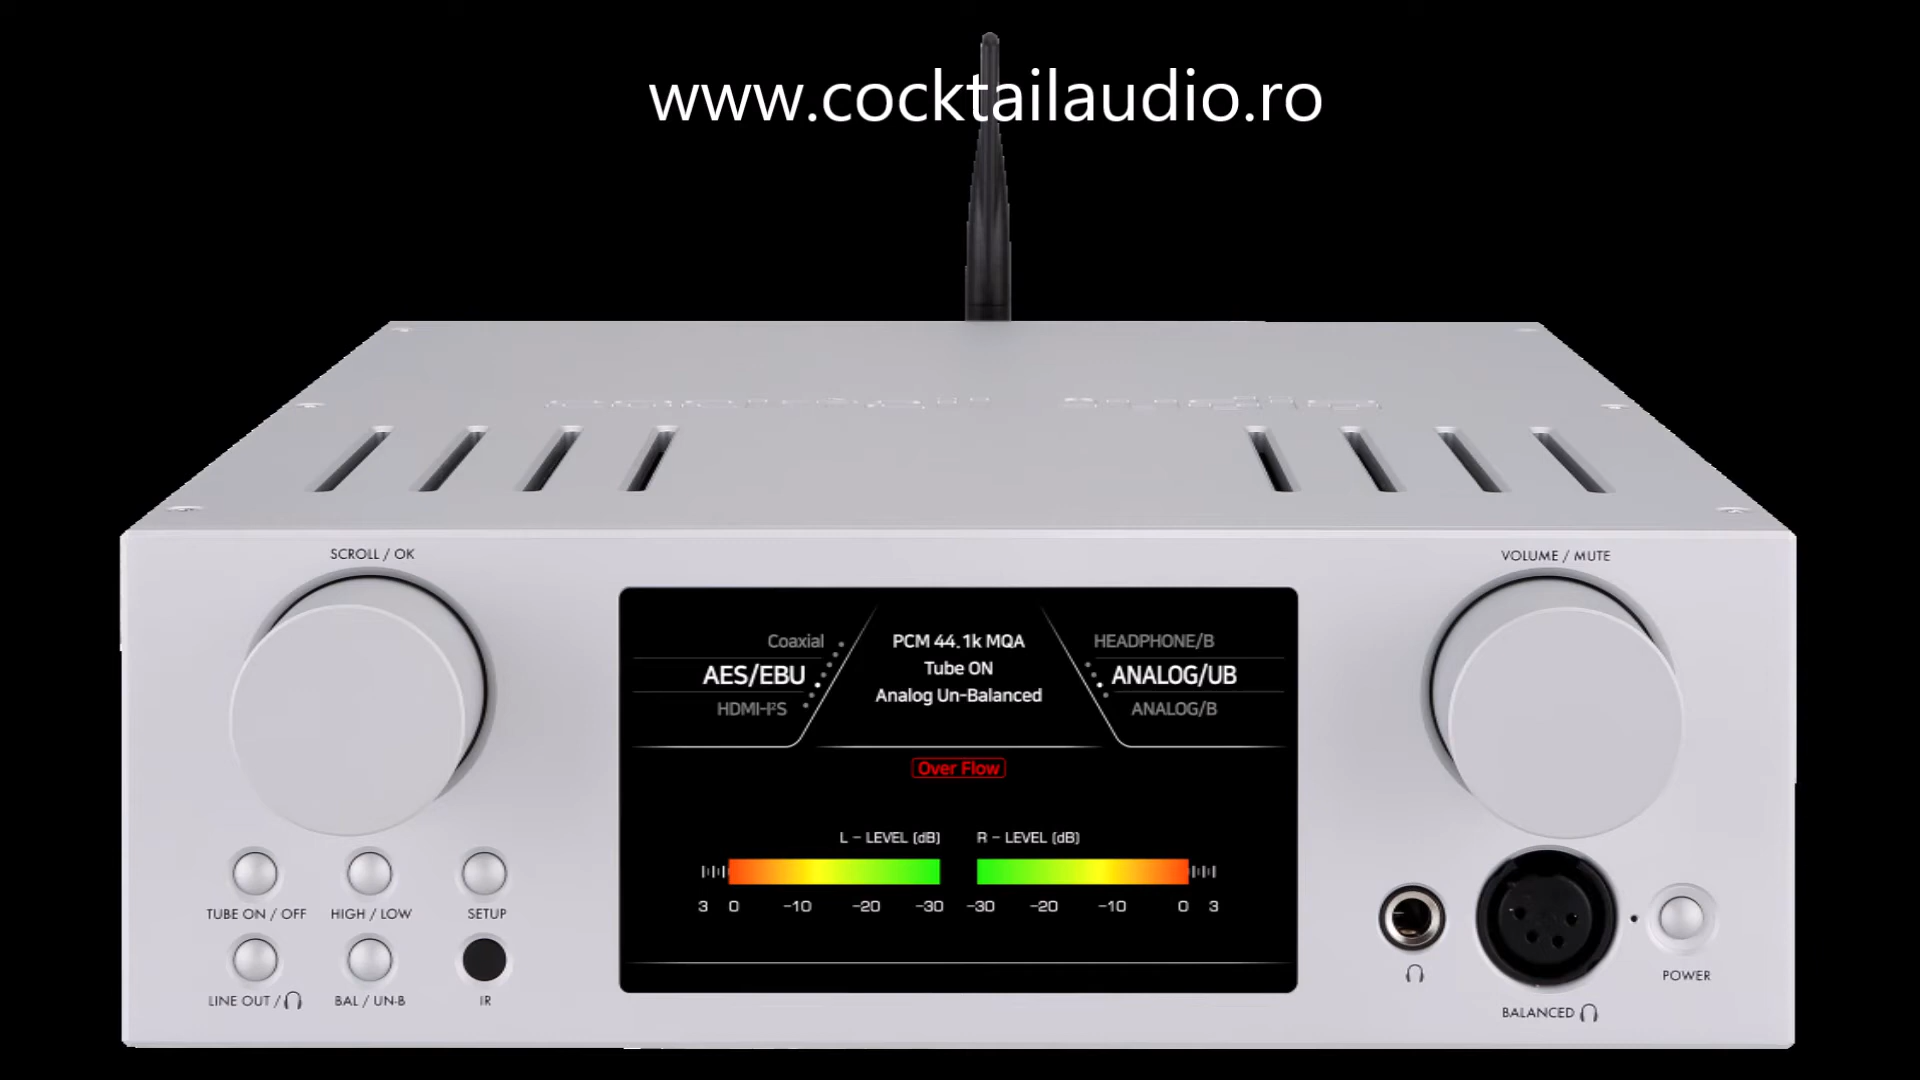 www.cocktailaudio.ro
cocktail Audio
SCROLL / OK
VOLUME / MUTE
Coaxial
AES/EBU
HDMI-I²S
PCM 44.1k MQA
Tube ON
Analog Un-Balanced
HEADPHONE/B
ANALOG/UB
ANALOG/B
Over Flow
L - LEVEL (dB) R - LEVEL (dB)
3 0 -10 -20 -30 -30 -20 -10 0 3
TUBE ON / OFF HIGH / LOW SETUP
LINE OUT / BAL / UN-B IR
POWER
BALANCED